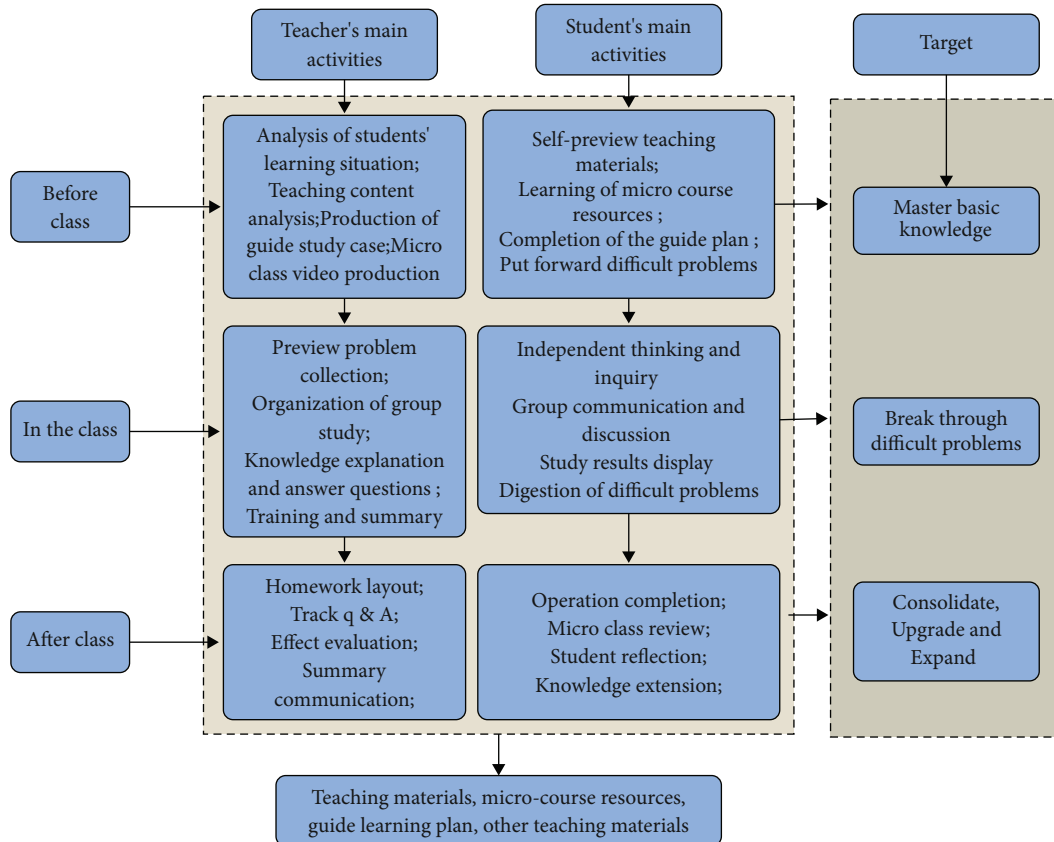 Teacher's main
activities
Student's main
activities
Target
Before
class
Analysis of students'
learning situation;
Teaching content
analysis;Production of
guide study case;Micro
class video production
Self-preview teaching
materials;
Learning of micro course
resources ;
Completion of the guide plan ;
Put forward difficult problems
Master basic
knowledge
In the class
Preview problem
collection;
Organization of group
study;
Knowledge explanation
and answer questions ;
Training and summary
Independent thinking and
inquiry
Group communication and
discussion
Study results display
Digestion of difficult problems
Break through
difficult problems
After class
Homework layout;
Track q & A;
Effect evaluation;
Summary
communication;
Operation completion;
Micro class review;
Student reflection;
Knowledge extension;
Consolidate,
Upgrade and
Expand
Teaching materials, micro-course resources,
guide learning plan, other teaching materials